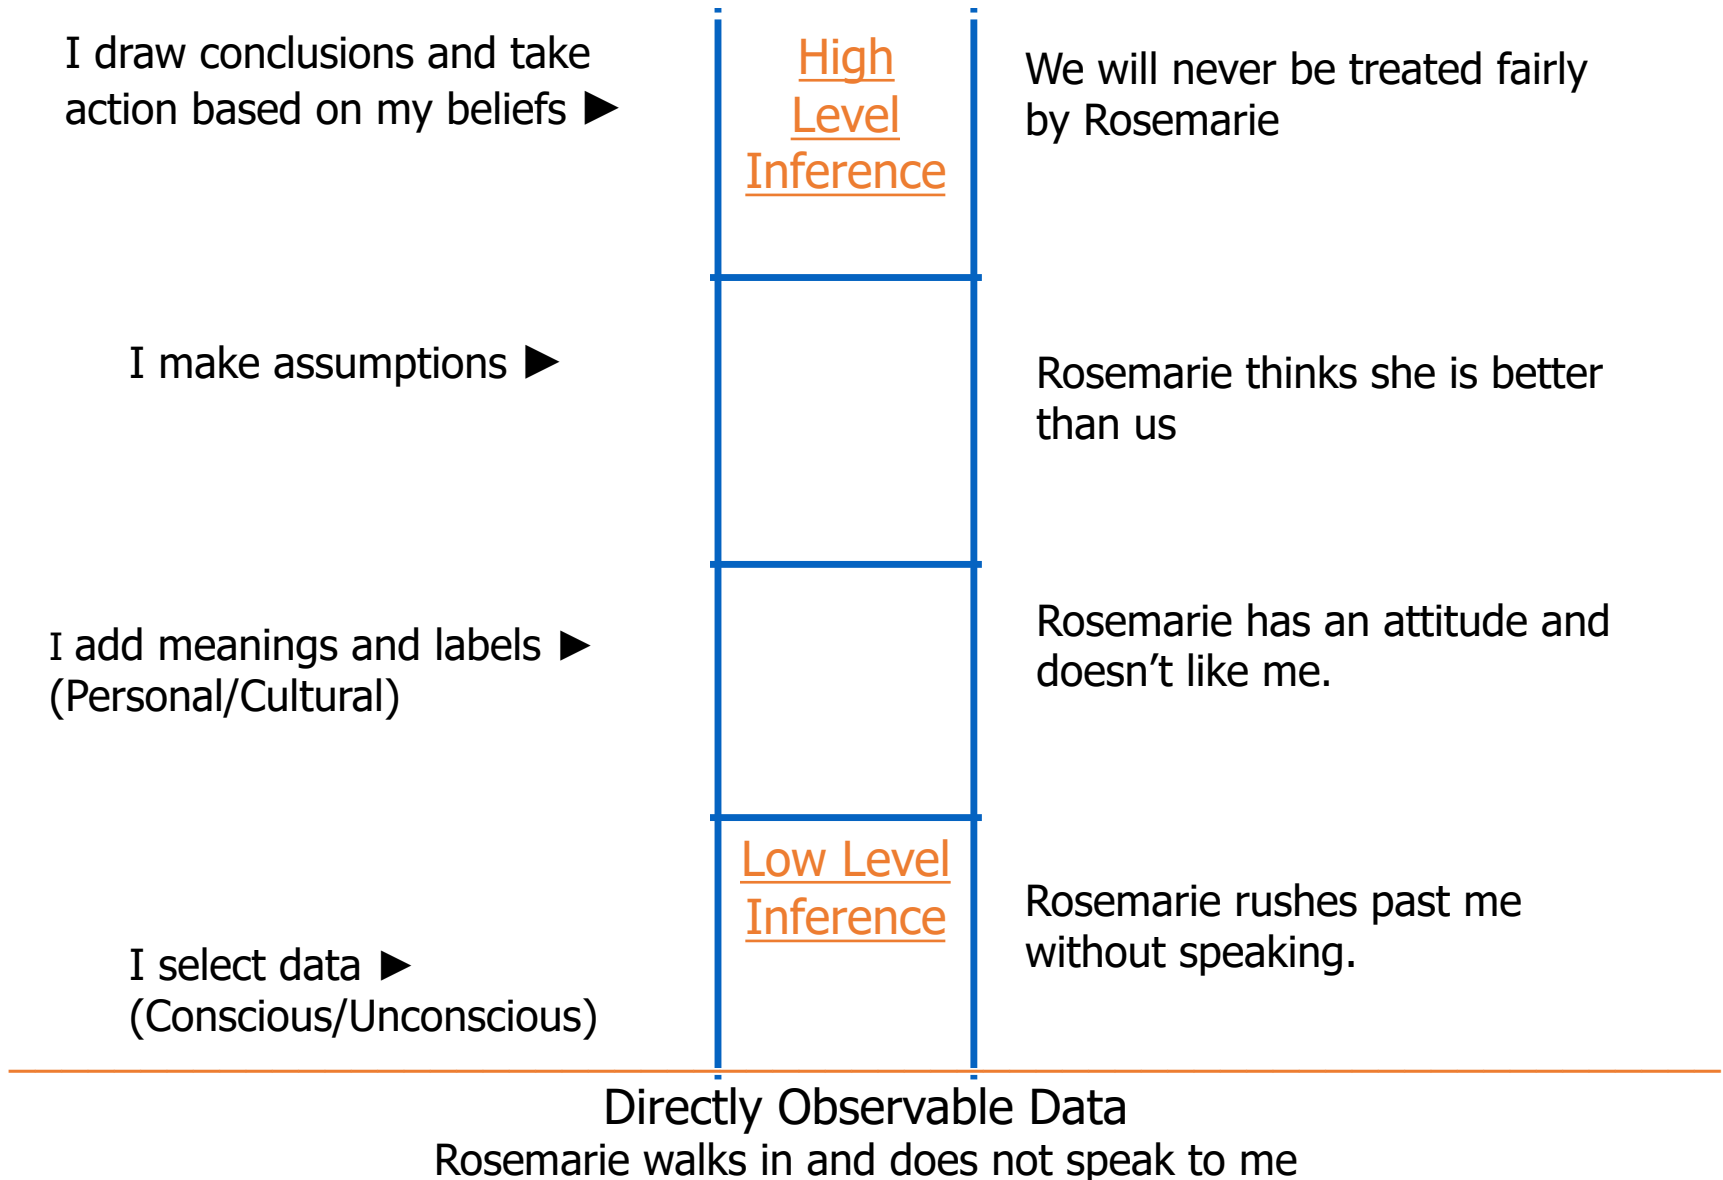 I draw conclusions and take
action based on my beliefs ►
High
Level
Inference
We will never be treated fairly
by Rosemarie
I make assumptions ►
Rosemarie thinks she is better
than us
I add meanings and labels ►
(Personal/Cultural)
Rosemarie has an attitude and
doesn’t like me.
Low Level
Inference
I select data ►
(Conscious/Unconscious)
Rosemarie rushes past me
without speaking.
Directly Observable Data
Rosemarie walks in and does not speak to me